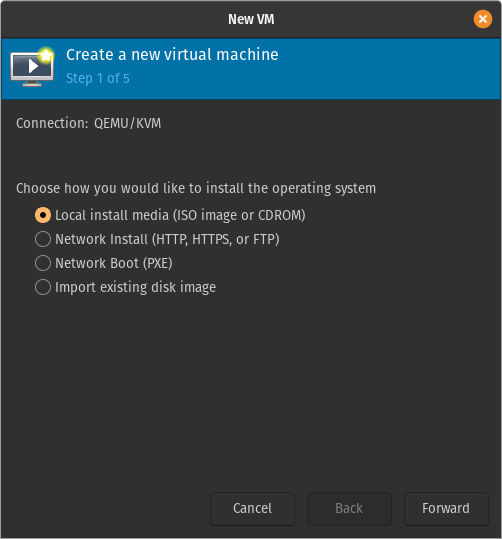 New VM
Create a new virtual machine
Step 1 of 5
Connection: QEMU/KVM
Choose how you would like to install the operating system
Local install media (ISO image or CDROM)
Network Install (HTTP, HTTPS, or FTP)
Network Boot (PXE)
Import existing disk image
Cancel Back Forward